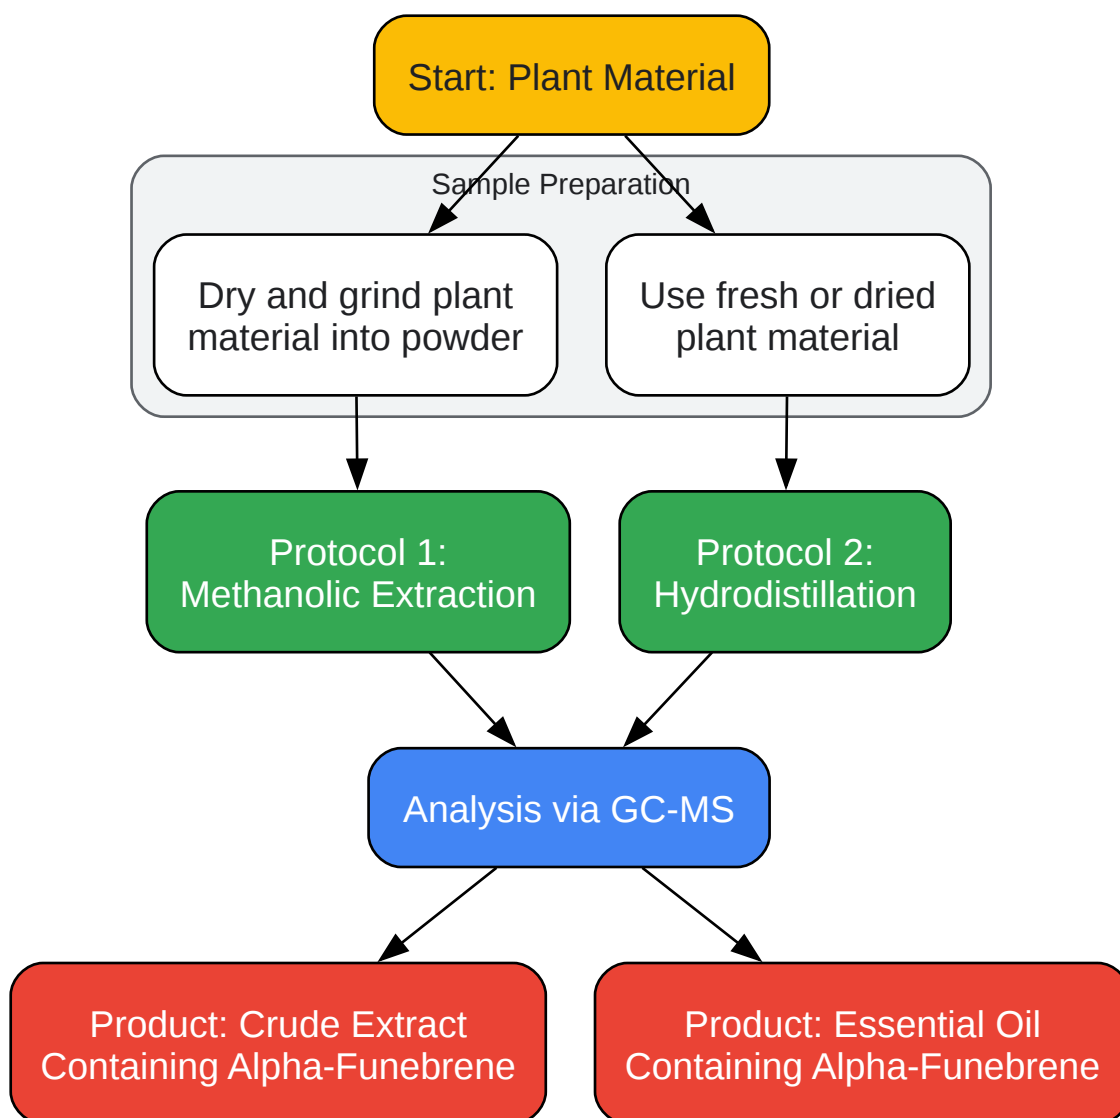 Start: Plant Material
Sample Preparation
Dry and grind plant
material into powder
Use fresh or dried
plant material
Protocol 1:
Methanolic Extraction
Protocol 2:
Hydrodistillation
Analysis via GC-MS
Product: Crude Extract
Containing Alpha-Funebrene
Product: Essential Oil
Containing Alpha-Funebrene